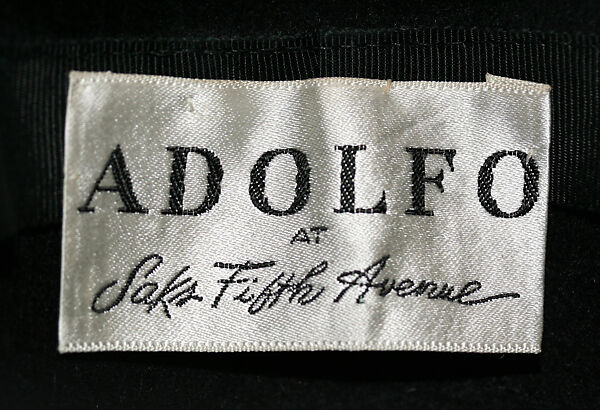 ADOLFO
AT
Saks Fifth Avenue